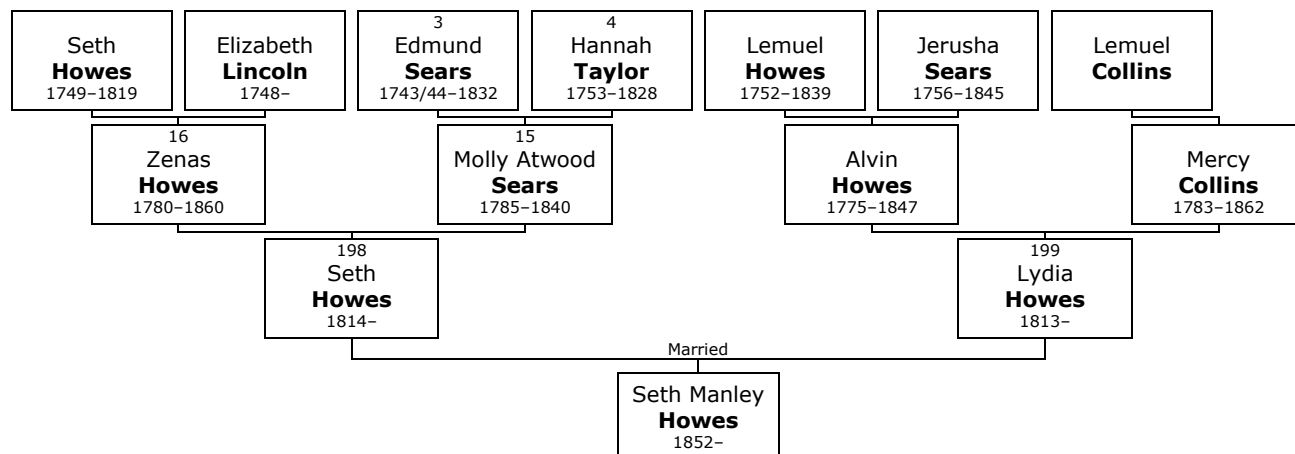 Seth
Howes
1749–1819
Elizabeth
Lincoln
1748–
3
Edmund
Sears
1743/44–1832
4
Hannah
Taylor
1753–1828
Lemuel
Howes
1752–1839
Jerusha
Sears
1756–1845
Lemuel
Collins
16
Zenas
Howes
1780–1860
15
Molly Atwood
Sears
1785–1840
Alvin
Howes
1775–1847
Mercy
Collins
1783–1862
198
Seth
Howes
1814–
199
Lydia
Howes
1813–
Married
Seth Manley
Howes
1852–